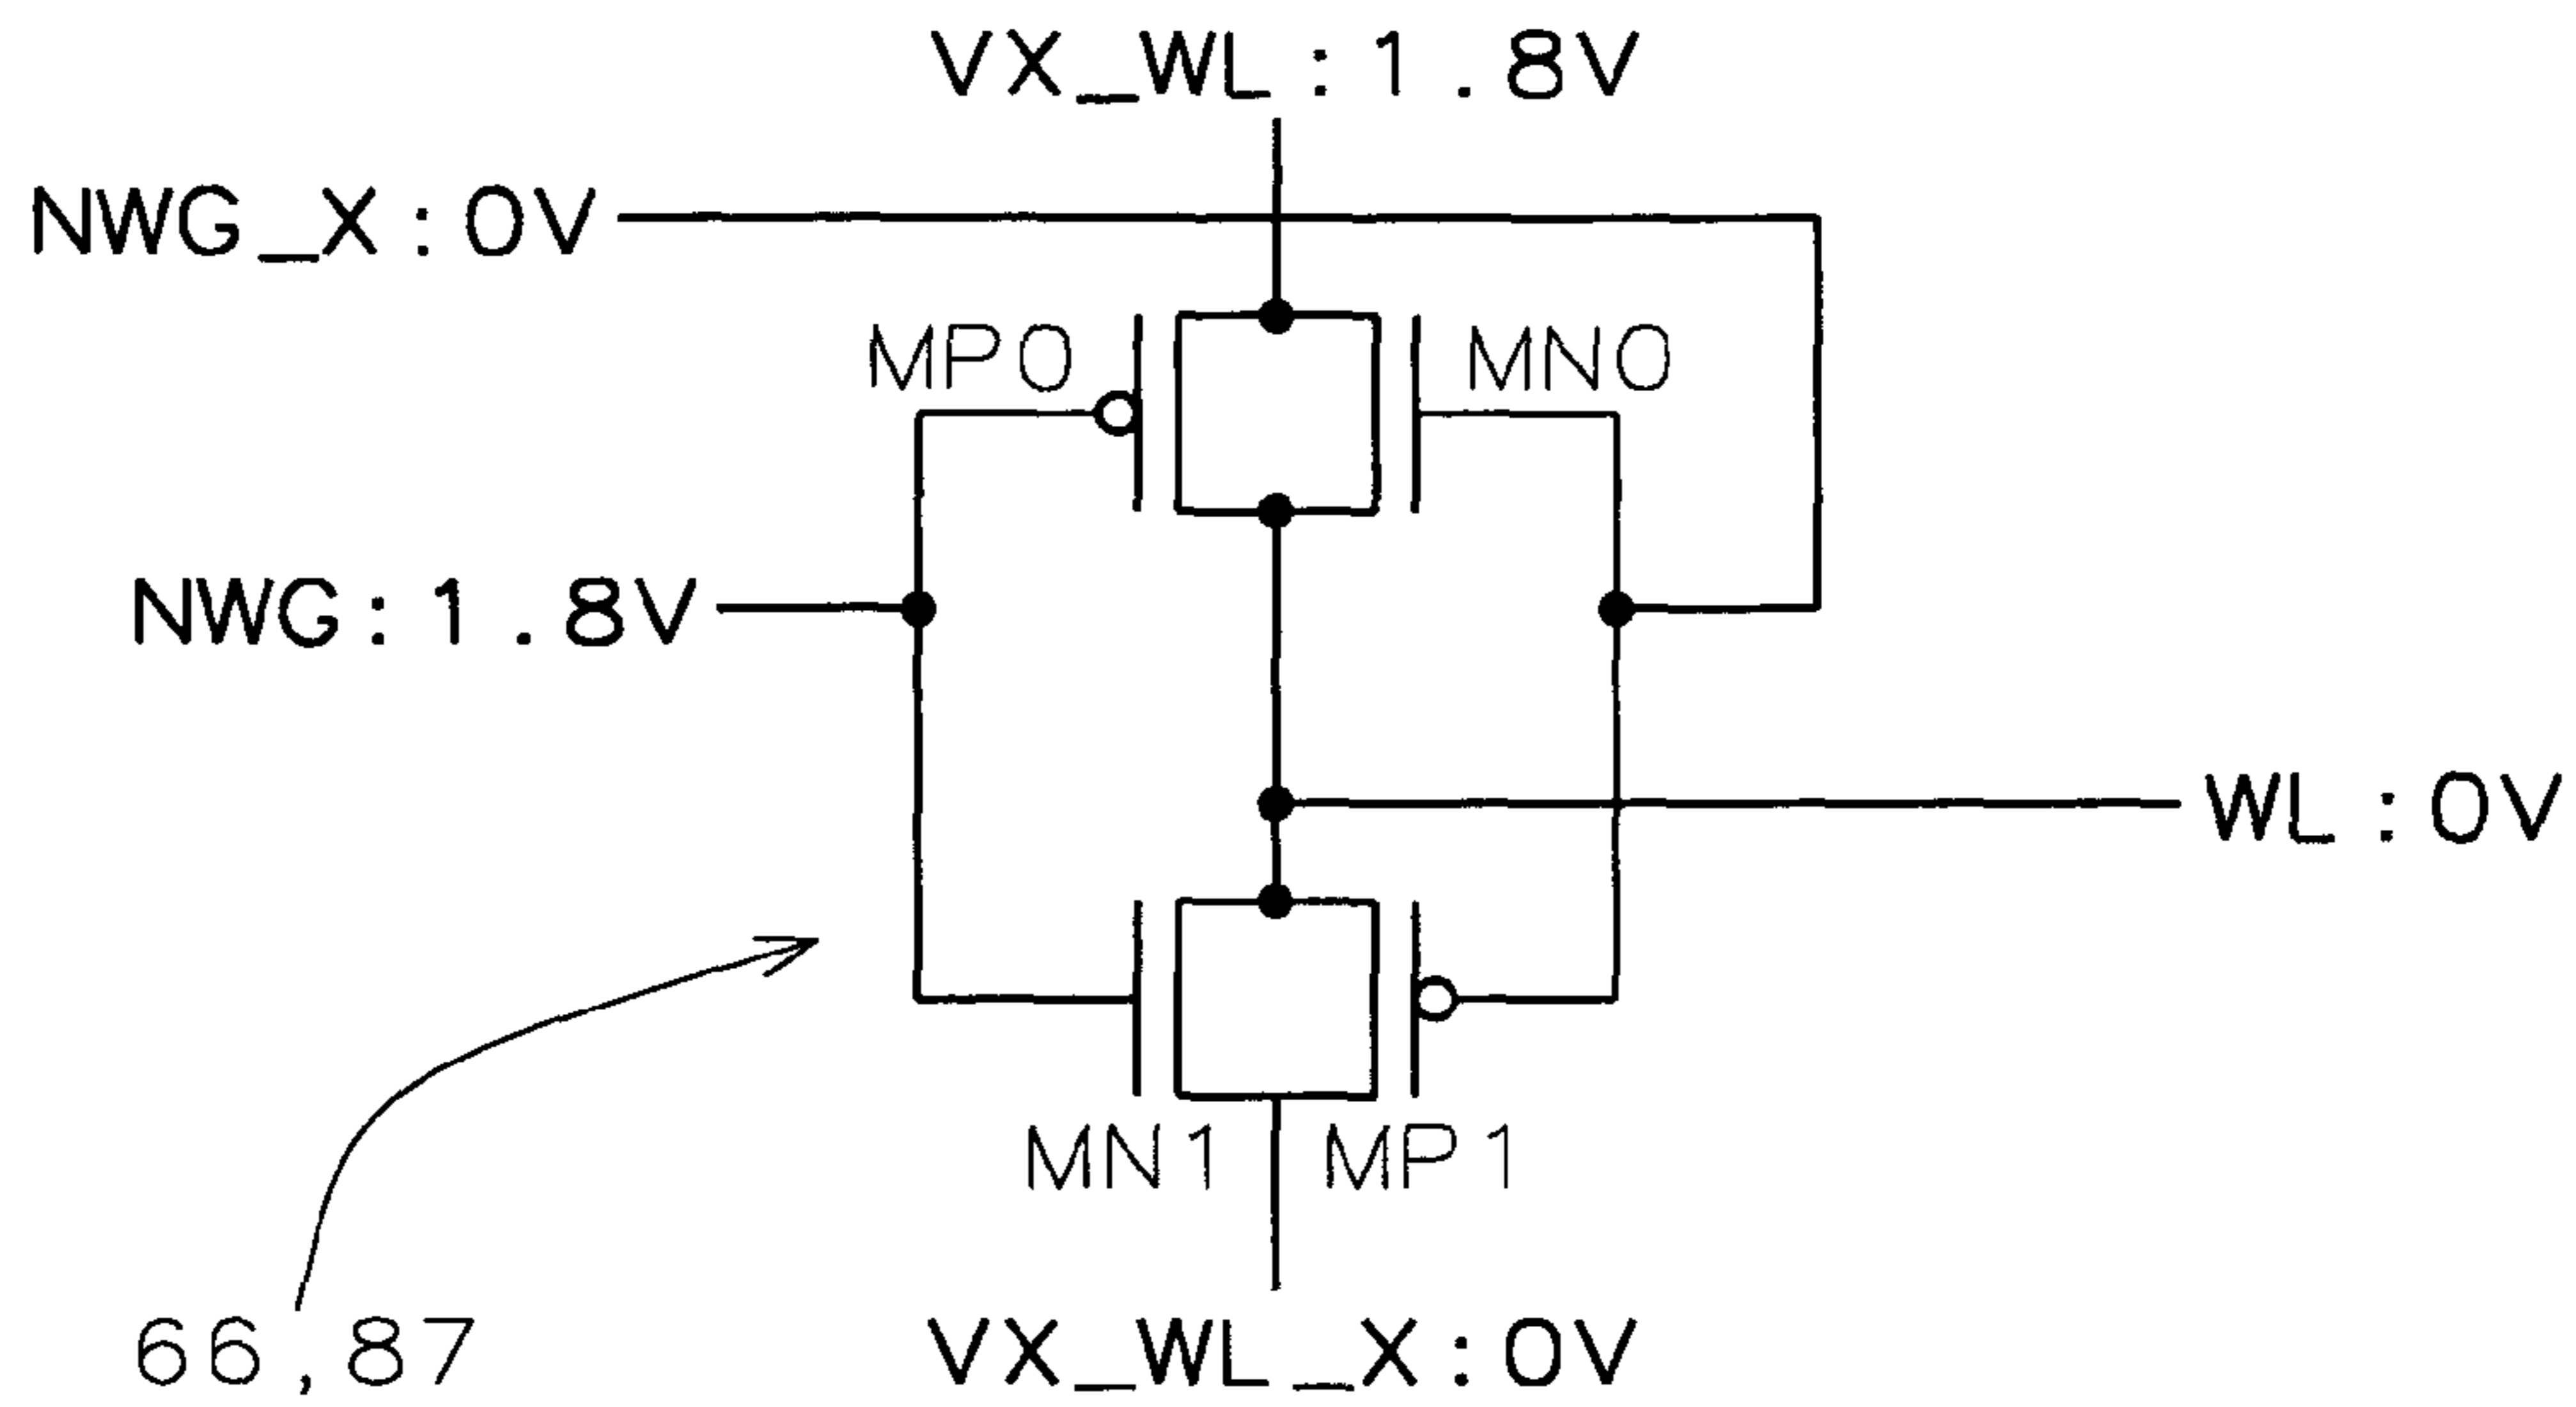 VX_WL:1.8V
NWG_X:0V
MP0
MN0
NWG:1.8V
WL:0V
MN1
MP1
66,87
VX_WL_X:0V